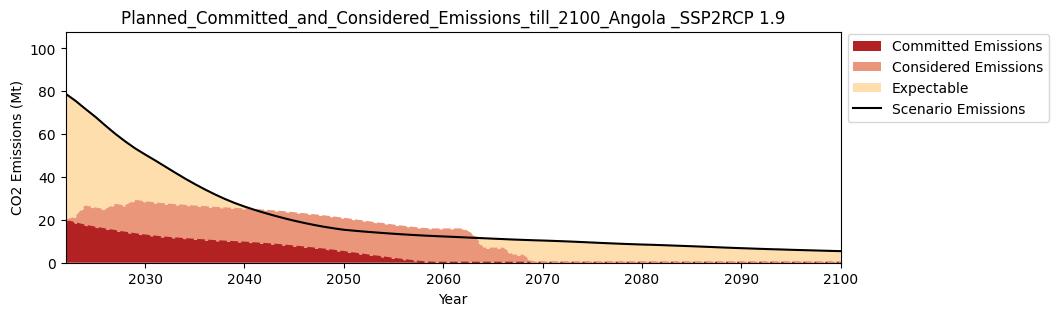 Planned_Committed_and_Considered_Emissions_till_2100_Angola _SSP2RCP 1.9
CO2 Emissions (Mt)
100
80
60
40
20
0
2030 2040 2050 2060 2070 2080 2090 2100
Year
Committed Emissions
Considered Emissions
Expectable
Scenario Emissions